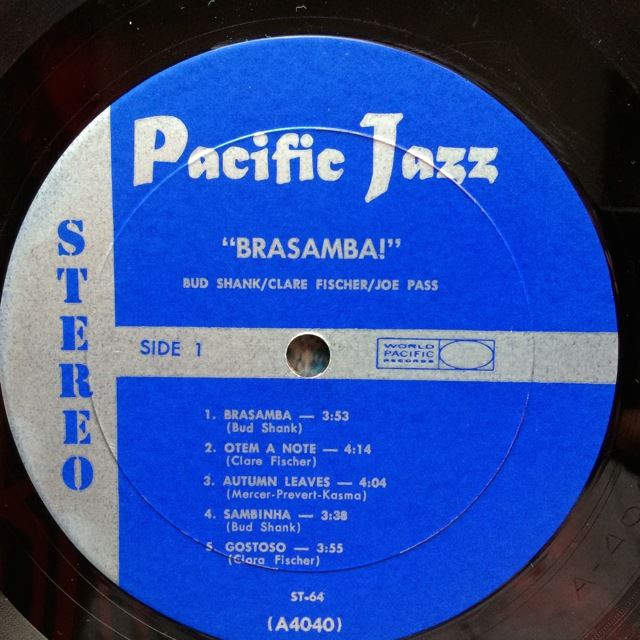 Pacific Jazz
STEREO
“BRASAMBA!”
BUD SHANK/CLARE FISCHER/JOE PASS
SIDE 1
WORLD
PACIFIC
RECORDS
1. BRASAMBA — 3:53
(Bud Shank)
2. OTEM A NOTE — 4:14
(Clare Fischer)
3. AUTUMN LEAVES — 4:04
(Mercer-Prevert-Kasma)
4. SAMBINHA — 3:38
(Bud Shank)
5. GOSTOSO — 3:55
(Clara Fischer)
ST-64
(A4040)